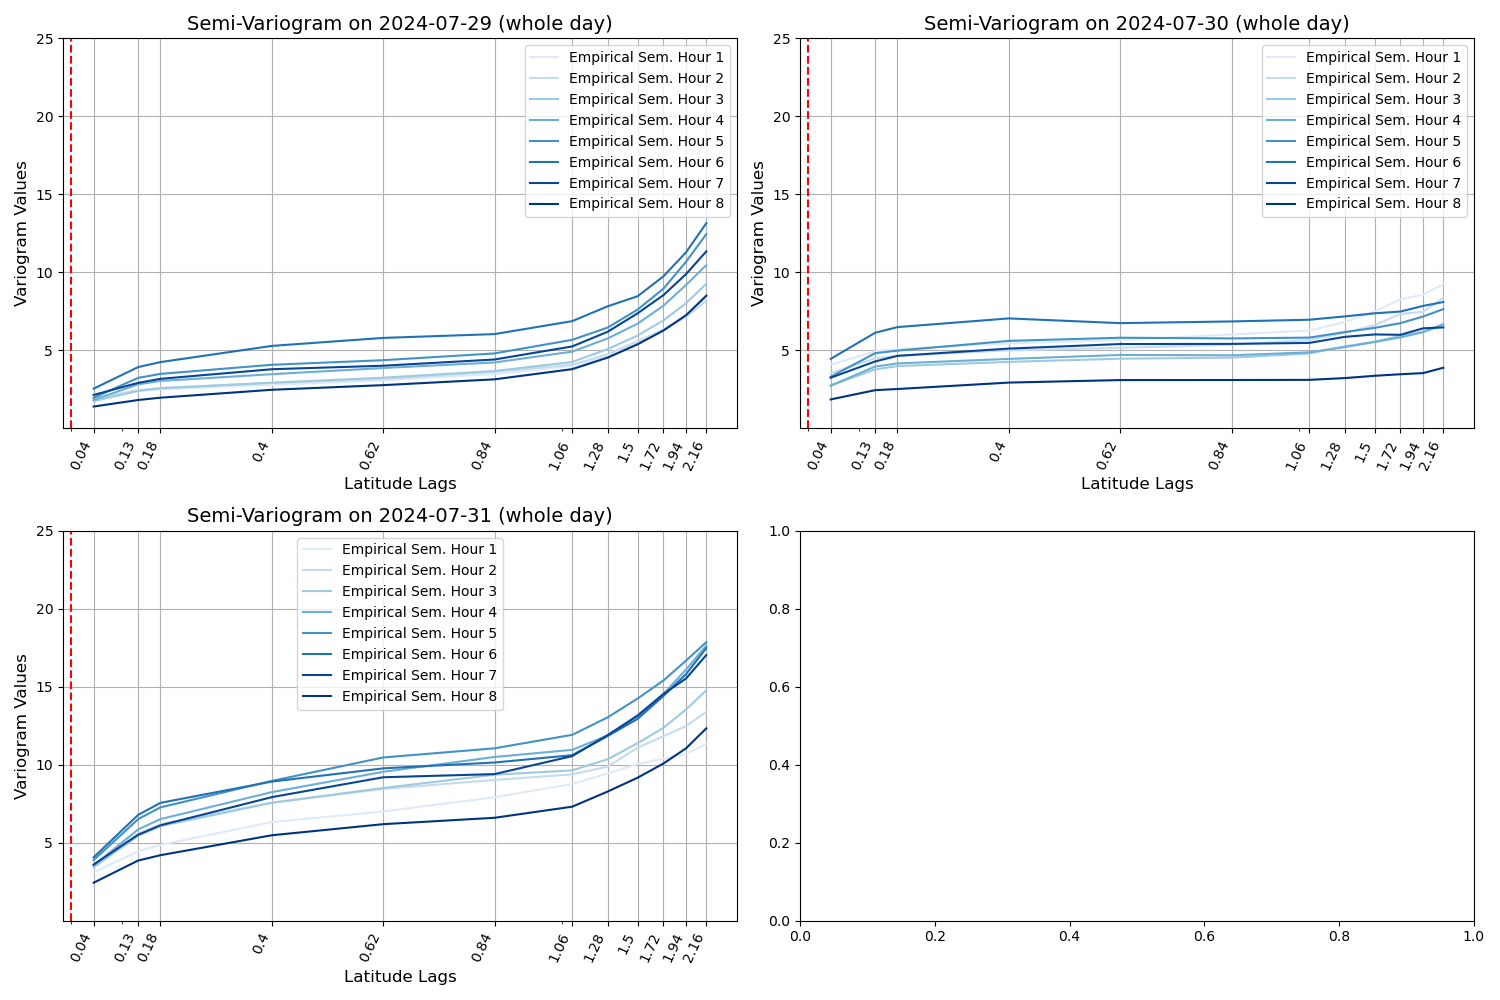 Semi-Variogram on 2024-07-29 (whole day)
25
20
15
10
5
Variogram Values
Empirical Sem. Hour 1
Empirical Sem. Hour 2
Empirical Sem. Hour 3
Empirical Sem. Hour 4
Empirical Sem. Hour 5
Empirical Sem. Hour 6
Empirical Sem. Hour 7
Empirical Sem. Hour 8
0.04 0.13 0.18 0.4 0.62 0.84 1.06 1.28 1.5 1.72 1.94 2.16
Latitude Lags
Semi-Variogram on 2024-07-30 (whole day)
25
20
15
10
5
Variogram Values
Empirical Sem. Hour 1
Empirical Sem. Hour 2
Empirical Sem. Hour 3
Empirical Sem. Hour 4
Empirical Sem. Hour 5
Empirical Sem. Hour 6
Empirical Sem. Hour 7
Empirical Sem. Hour 8
0.04 0.13 0.18 0.4 0.62 0.84 1.06 1.28 1.5 1.72 1.94 2.16
Latitude Lags
Semi-Variogram on 2024-07-31 (whole day)
25
20
15
10
5
Variogram Values
Empirical Sem. Hour 1
Empirical Sem. Hour 2
Empirical Sem. Hour 3
Empirical Sem. Hour 4
Empirical Sem. Hour 5
Empirical Sem. Hour 6
Empirical Sem. Hour 7
Empirical Sem. Hour 8
0.04 0.13 0.18 0.4 0.62 0.84 1.06 1.28 1.5 1.72 1.94 2.16
Latitude Lags
1.0
0.8
0.6
0.4
0.2
0.0
0.0 0.2 0.4 0.6 0.8 1.0